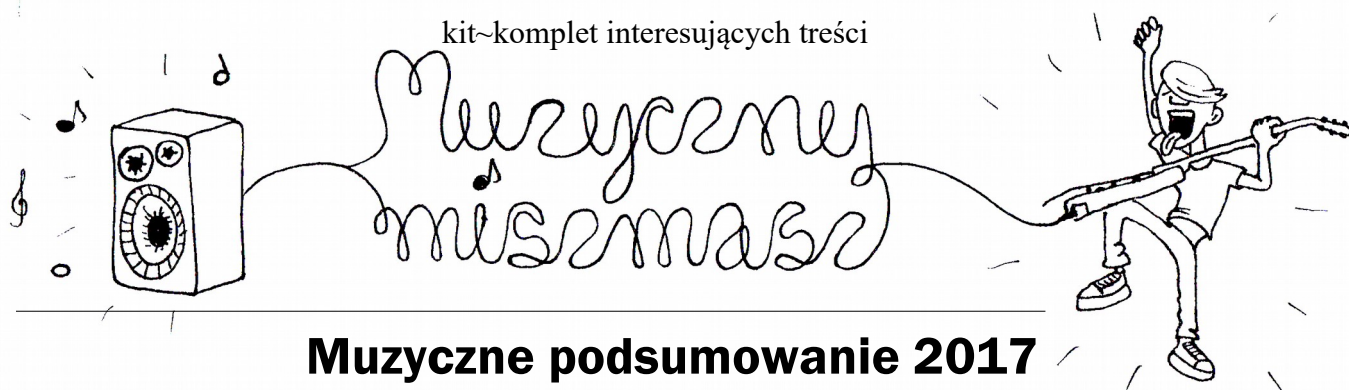 kit~komplet interesujących treści
Muzyczny
miszmasz
Muzyczne podsumowanie 2017